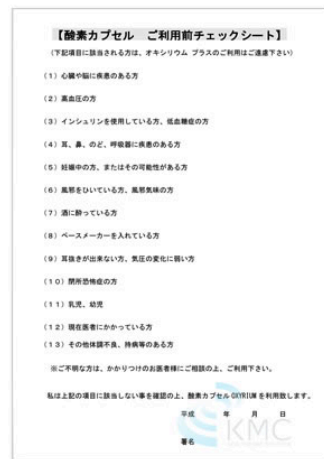 【酸素カプセル ご利用前チェックシート】
(下記項目に該当される方は、オキシリウム プラスのご利用はご遠慮下さい)
(1)心臓や脳に疾患のある方
(2)高血圧の方
(3)インシュリンを使用している方、低血糖症の方
(4)耳、鼻、のど、呼吸器に疾患のある方
(5)妊娠中の方、またはその可能性がある方
(6)風邪をひいている方、風邪気味の方
(7)酒に酔っている方
(8)ペースメーカーを入れている方
(9)耳抜きが出来ない方、気圧の変化に弱い方
(10)閉所恐怖症の方
(11)乳児、幼児
(12)現在医者にかかっている方
(13)その他体調不良、持病等のある方
※ご不明な方は、かかりつけのお医者様にご相談の上、ご利用下さい。
私は上記の項目に該当しない事を確認の上、酸素カプセル OXYRIUM を利用致します。
平成 年 月 日
署名
KMC